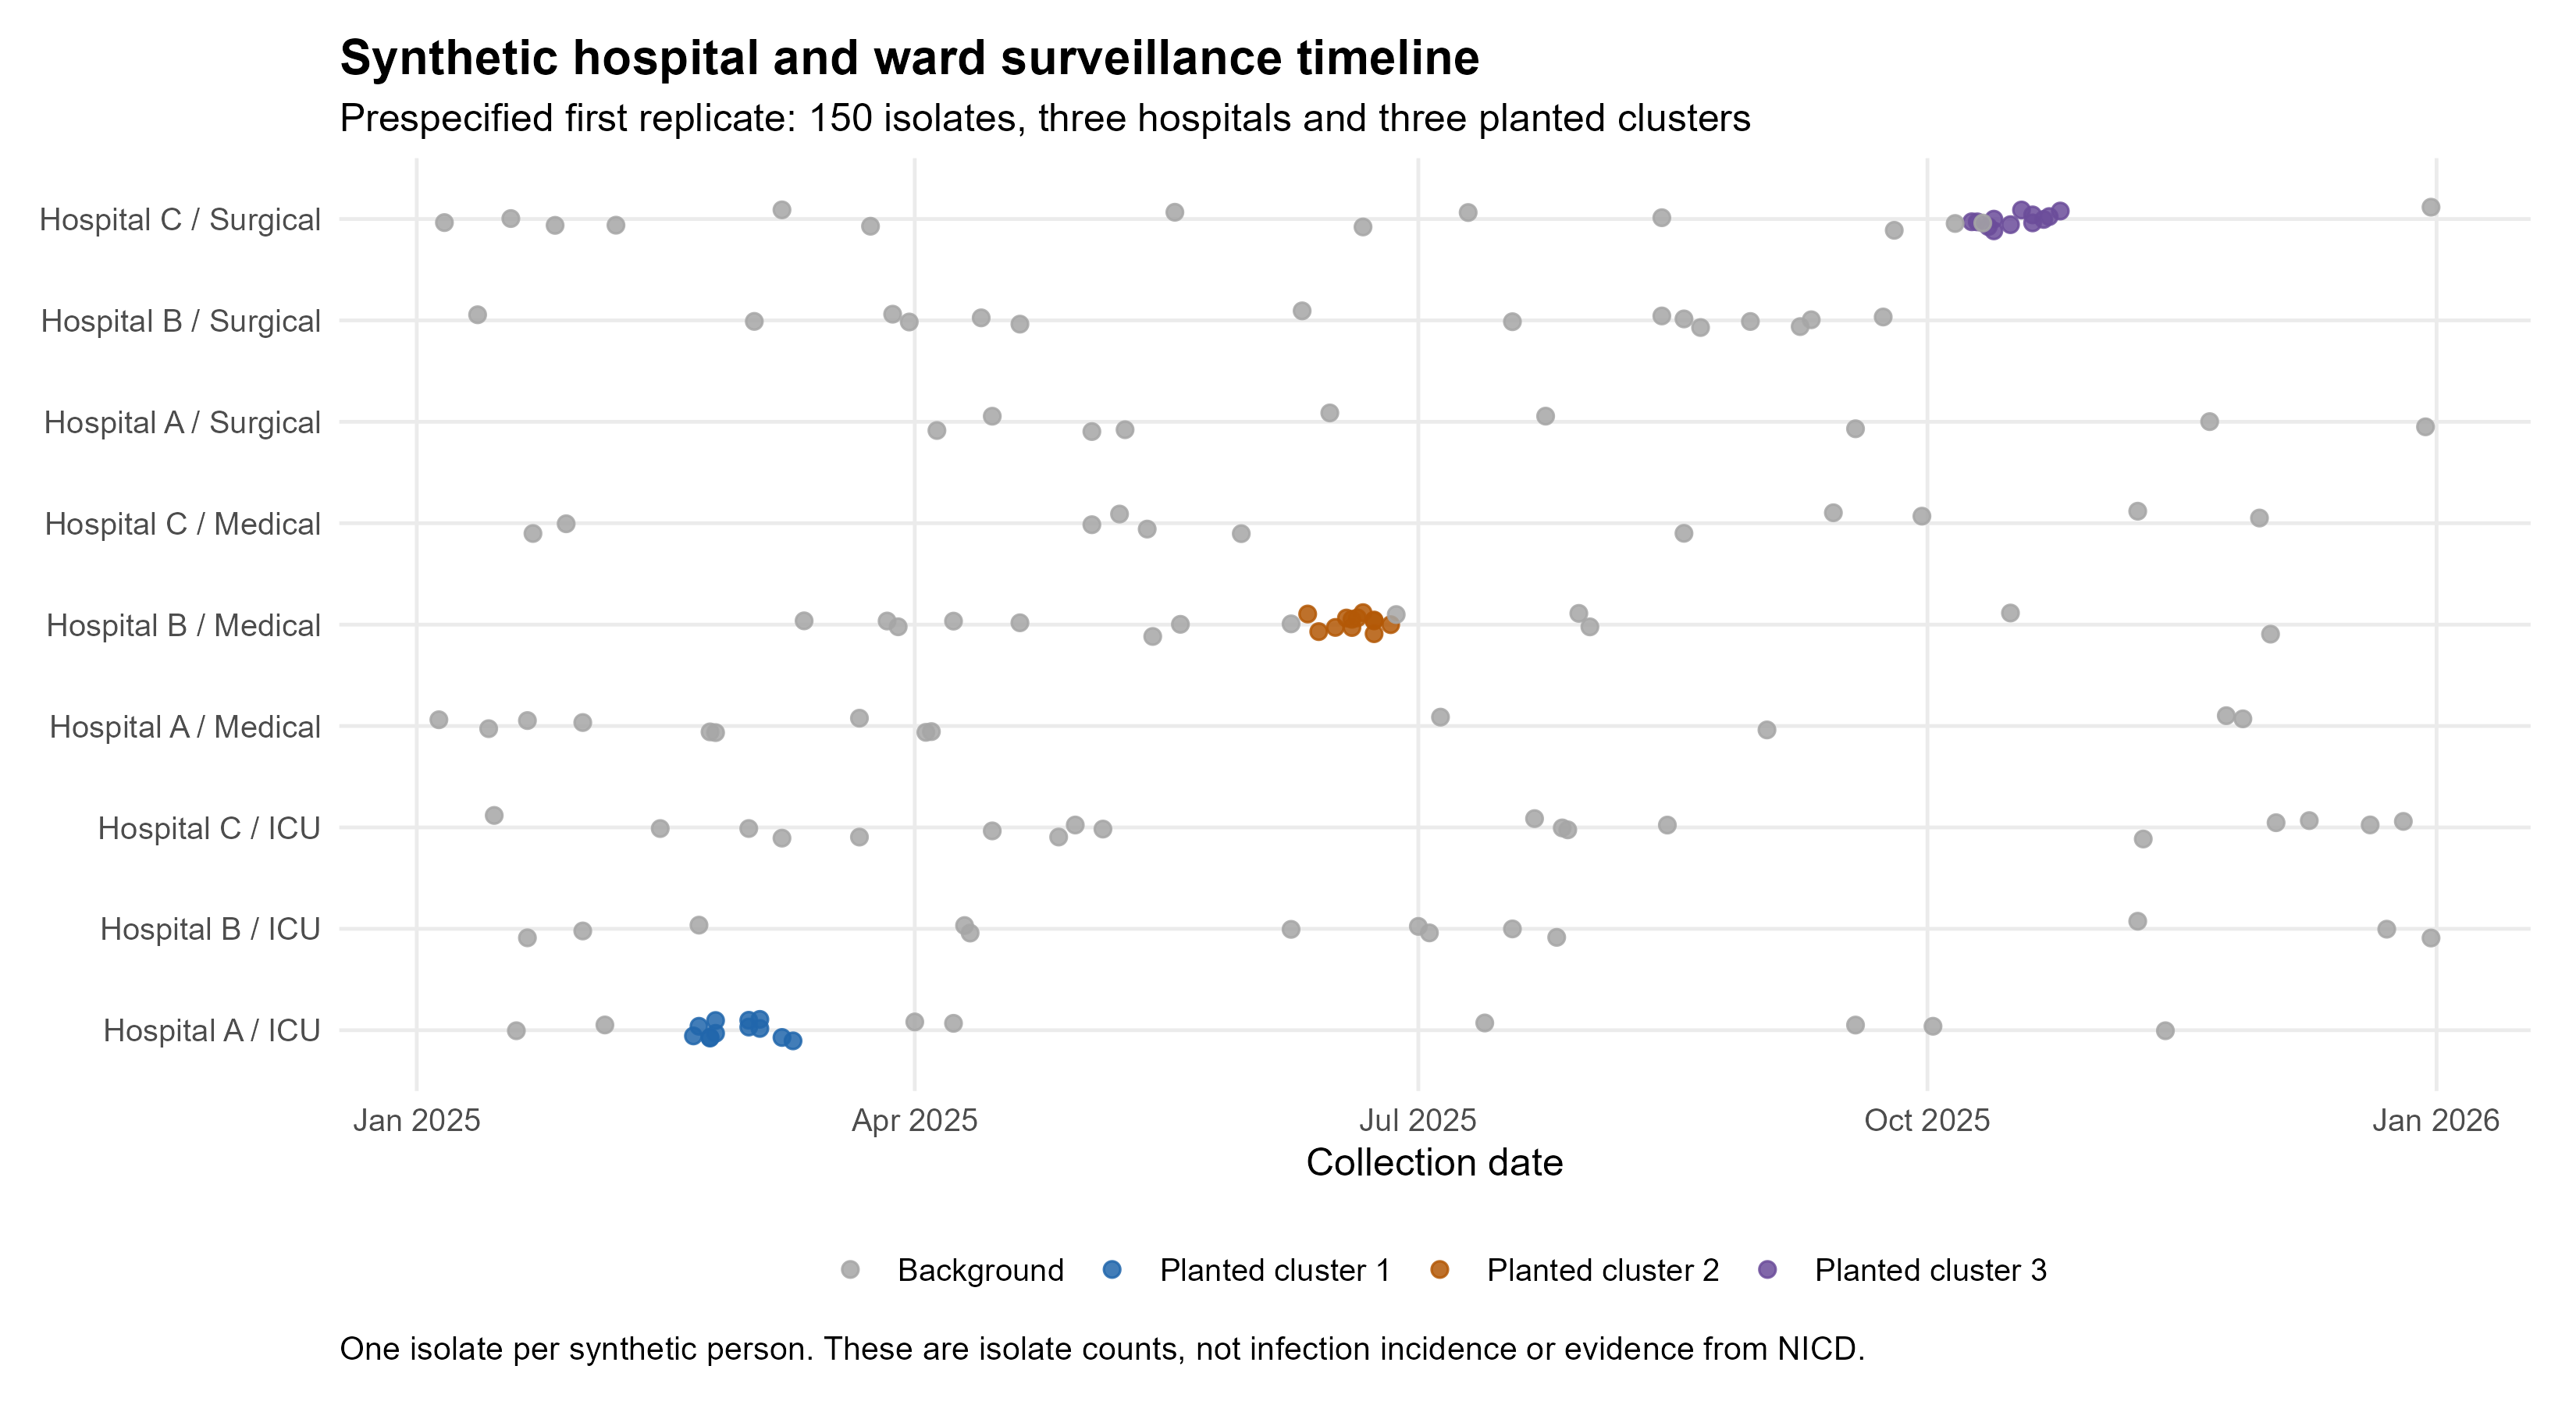 Synthetic hospital and ward surveillance timeline
Prespecified first replicate: 150 isolates, three hospitals and three planted clusters
Hospital C / Surgical
Hospital B / Surgical
Hospital A / Surgical
Hospital C / Medical
Hospital B / Medical
Hospital A / Medical
Hospital C / ICU
Hospital B / ICU
Hospital A / ICU
Jan 2025 Apr 2025 Jul 2025 Oct 2025 Jan 2026
Collection date
Background Planted cluster 1 Planted cluster 2 Planted cluster 3
One isolate per synthetic person. These are isolate counts, not infection incidence or evidence from NICD.